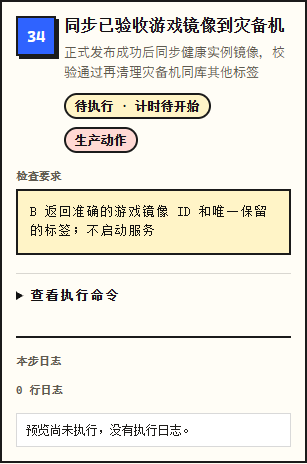 34
同步已验收游戏镜像到灾备机
正式发布成功后同步健康实例镜像，校
验通过再清理灾备机同库其他标签
待执行 · 计时待开始
生产动作
检查要求
B 返回准确的游戏镜像 ID 和唯一保留
的标签；不启动服务
▶ 查看执行命令
本步日志
0 行日志
预览尚未执行，没有执行日志。